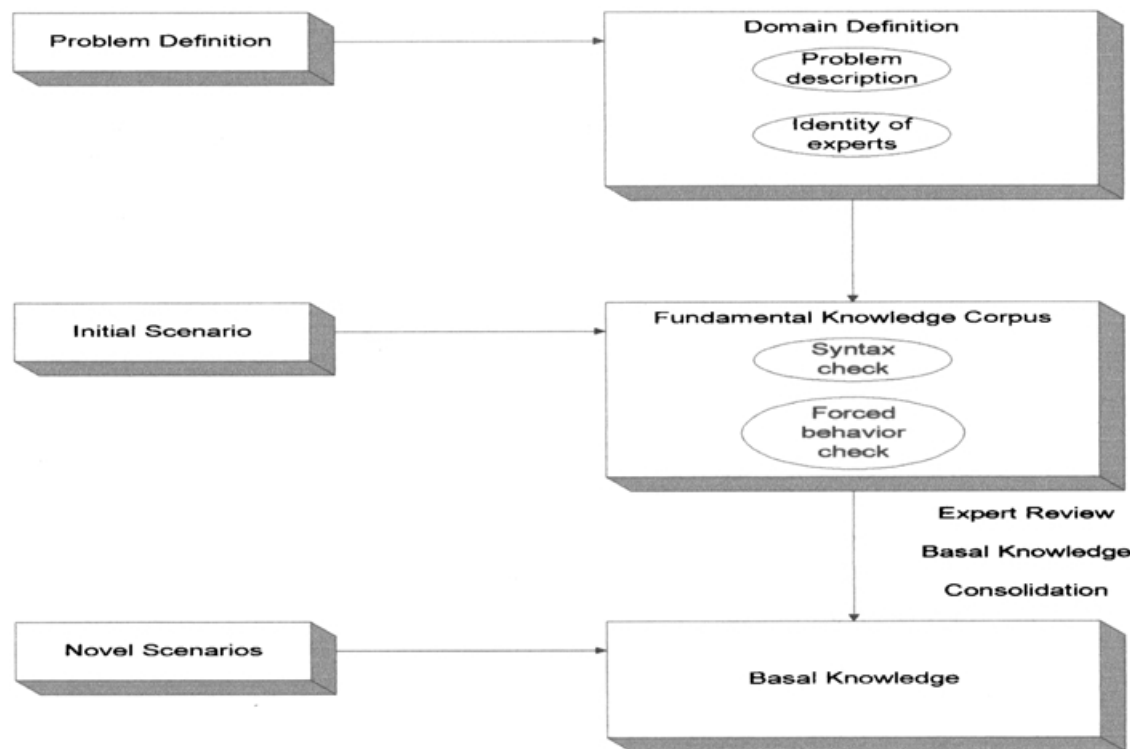 Problem Definition
Domain Definition
Problem
description
Identity of
experts
Initial Scenario
Fundamental Knowledge Corpus
Syntax
check
Forced
behavior
check
Expert Review
Basal Knowledge
Consolidation
Novel Scenarios
Basal Knowledge